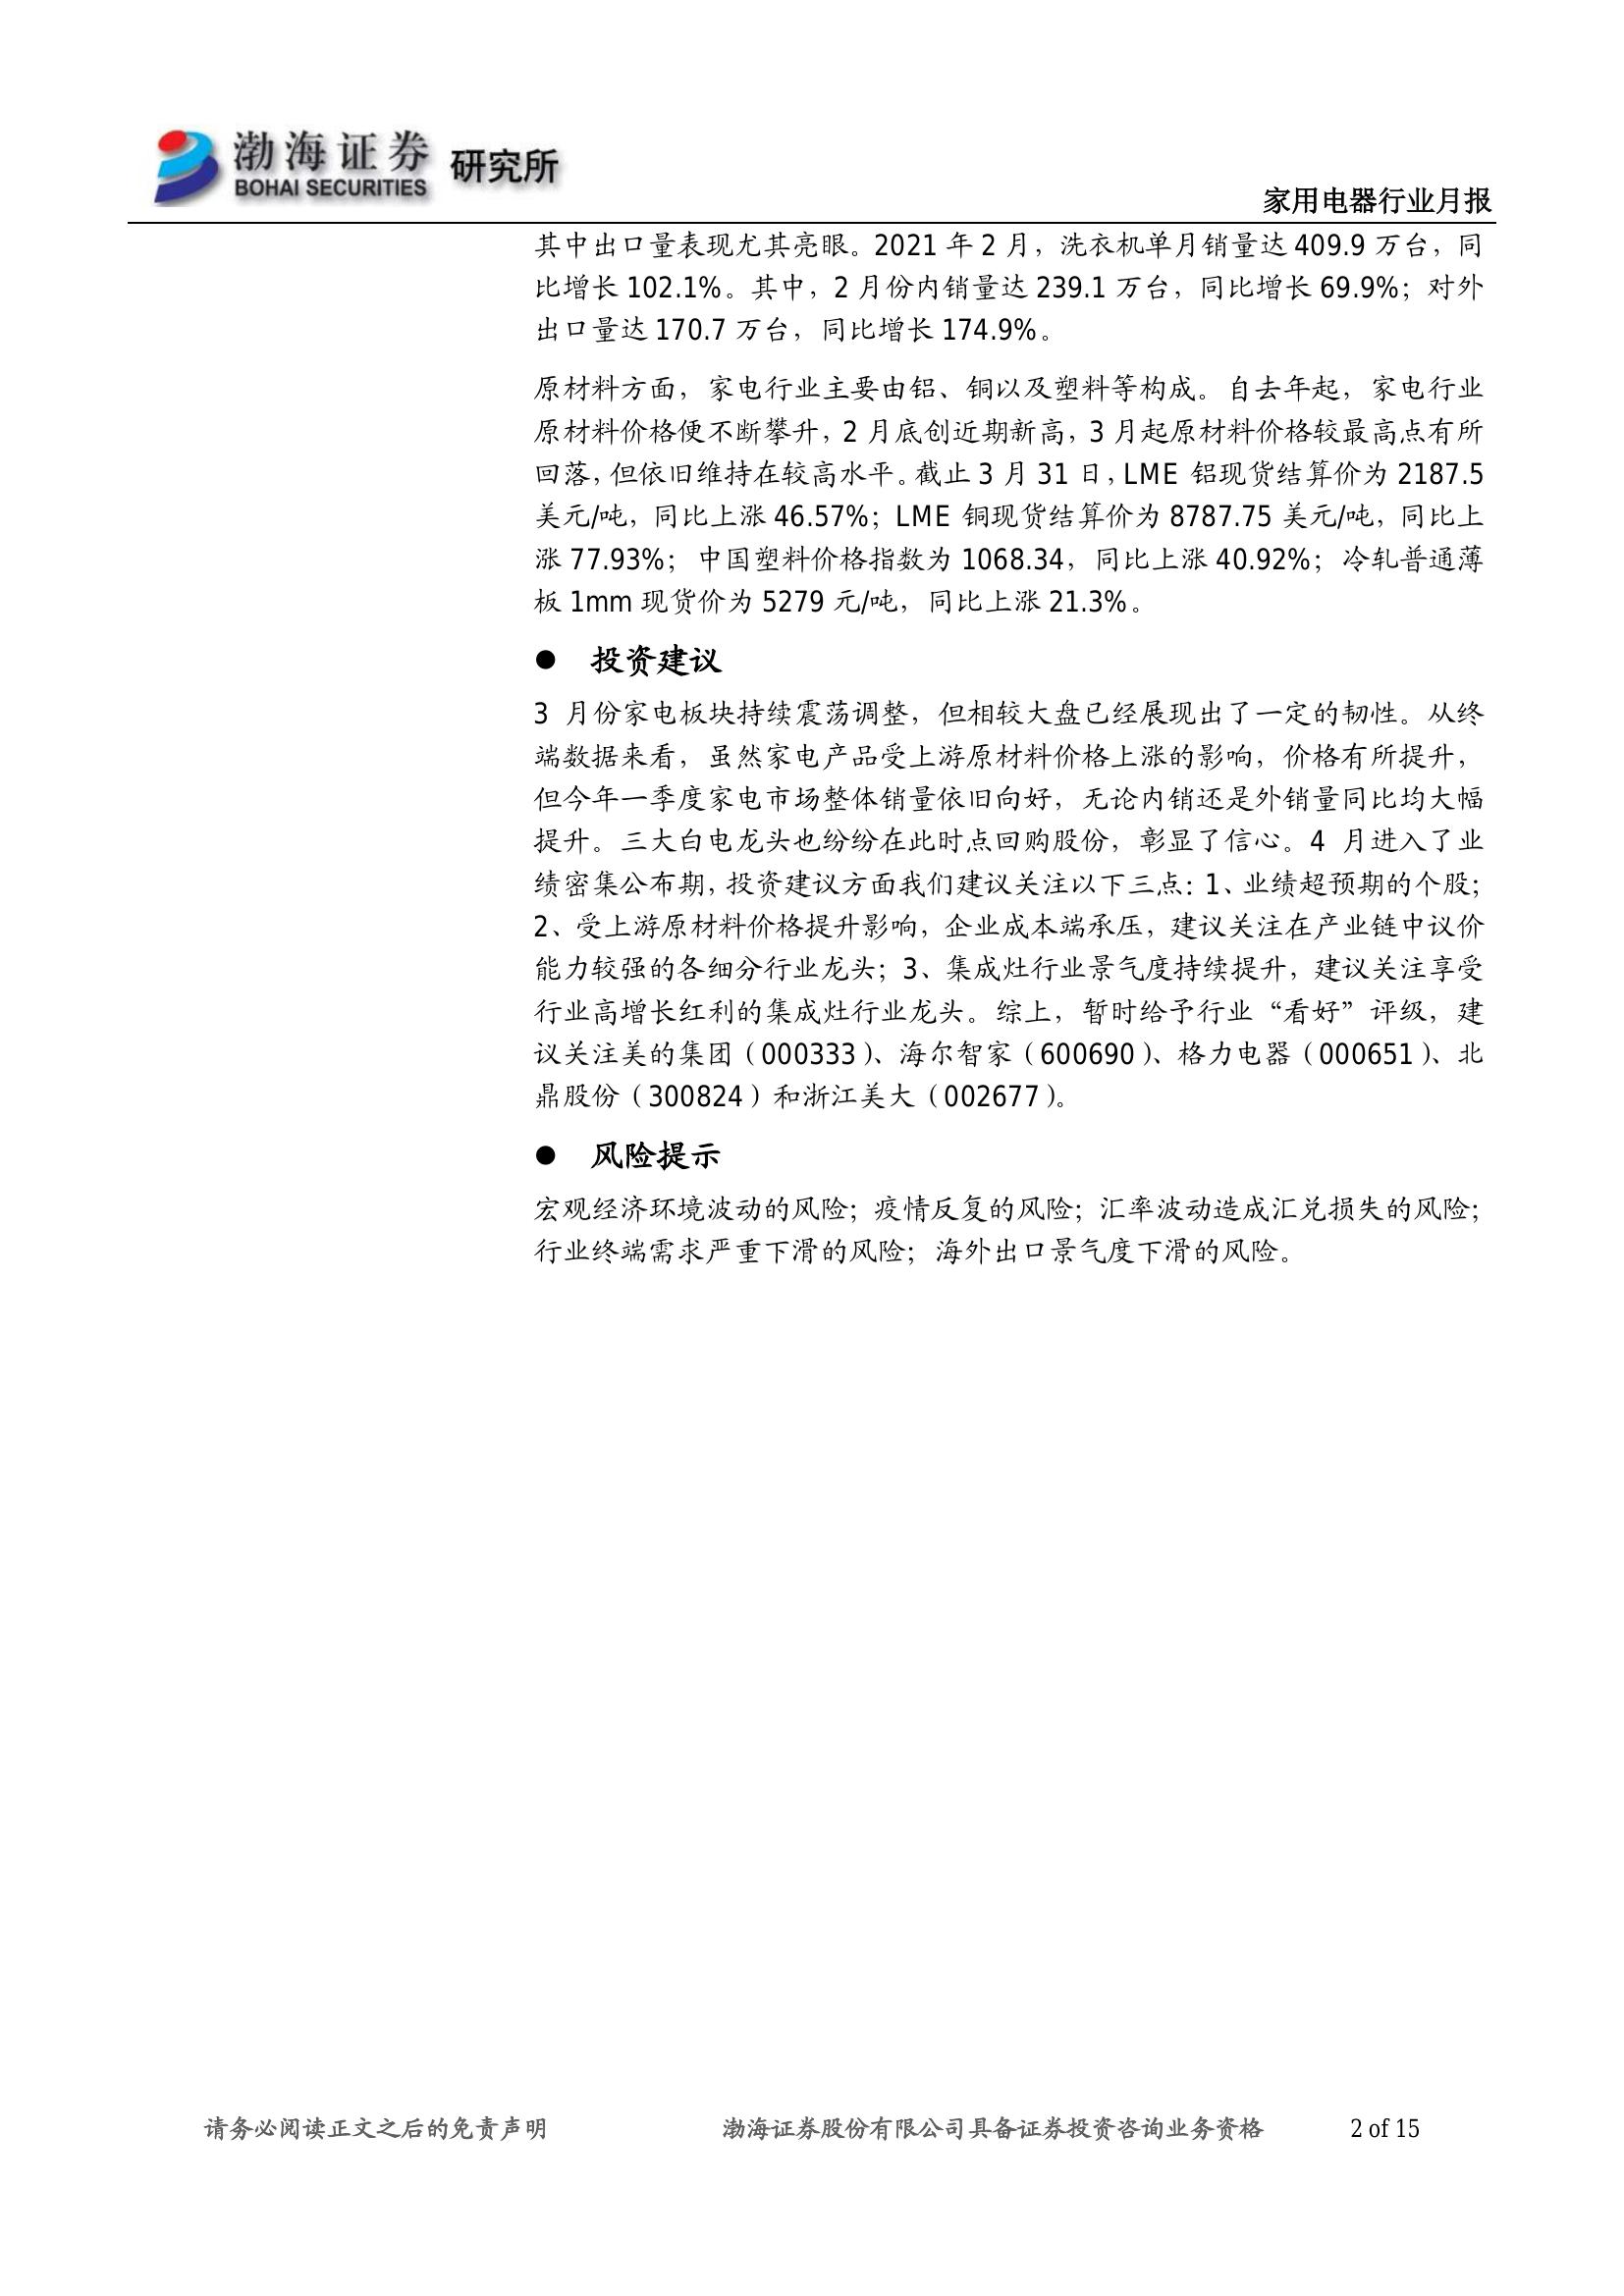 渤海证券 研究所
BOHAI SECURITIES
家用电器行业月报
其中出口量表现尤其亮眼。2021 年 2 月，洗衣机单月销量达 409.9 万台，同
比增长 102.1%。其中，2 月份内销量达 239.1 万台，同比增长 69.9%；对外
出口量达 170.7 万台，同比增长 174.9%。
原材料方面，家电行业主要由铝、铜以及塑料等构成。自去年起，家电行业
原材料价格便不断攀升，2 月底创近期新高，3 月起原材料价格较最高点有所
回落，但依旧维持在较高水平。截止 3 月 31 日，LME 铝现货结算价为 2187.5
美元/吨，同比上涨 46.57%；LME 铜现货结算价为 8787.75 美元/吨，同比上
涨 77.93%；中国塑料价格指数为 1068.34，同比上涨 40.92%；冷轧普通薄
板 1mm 现货价为 5279 元/吨，同比上涨 21.3%。
● 投资建议
3 月份家电板块持续震荡调整，但相较大盘已经展现出了一定的韧性。从终
端数据来看，虽然家电产品受上游原材料价格上涨的影响，价格有所提升，
但今年一季度家电市场整体销量依旧向好，无论内销还是外销量同比均大幅
提升。三大白电龙头也纷纷在此时点回购股份，彰显了信心。4 月进入了业
绩密集公布期，投资建议方面我们建议关注以下三点：1、业绩超预期的个股；
2、受上游原材料价格提升影响，企业成本端承压，建议关注在产业链中议价
能力较强的各细分行业龙头；3、集成灶行业景气度持续提升，建议关注享受
行业高增长红利的集成灶行业龙头。综上，暂时给予行业“看好”评级，建
议关注美的集团（000333）、海尔智家（600690）、格力电器（000651）、北
鼎股份（300824）和浙江美大（002677）。
● 风险提示
宏观经济环境波动的风险；疫情反复的风险；汇率波动造成汇兑损失的风险；
行业终端需求严重下滑的风险；海外出口景气度下滑的风险。
请务必阅读正文之后的免责声明 渤海证券股份有限公司具备证券投资咨询业务资格 2 of 15